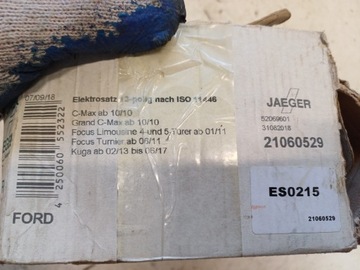 07/09/18
Elektrosatz 13-polig nach ISO 11446
C-Max ab 10/10
Grand C-Max ab 10/10
Focus Limousine 4 und 5-Türer ab 01/11
Focus Turnier ab 06/11
Kuga ab 02/13 bis 06/17
4 250060 552322
FORD
JAEGER
52069601
31082018
21060529
ES0215
21060529